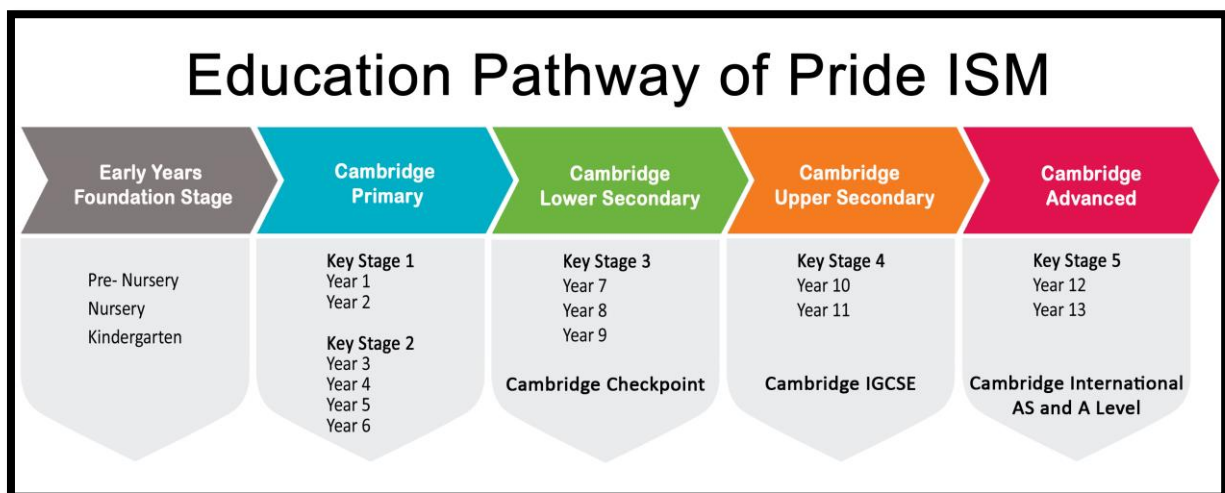 Education Pathway of Pride ISM
Early Years
Foundation Stage
Pre- Nursery
Nursery
Kindergarten
Cambridge
Primary
Key Stage 1
Year 1
Year 2
Key Stage 2
Year 3
Year 4
Year 5
Year 6
Cambridge
Lower Secondary
Key Stage 3
Year 7
Year 8
Year 9
Cambridge Checkpoint
Cambridge
Upper Secondary
Key Stage 4
Year 10
Year 11
Cambridge IGCSE
Cambridge
Advanced
Key Stage 5
Year 12
Year 13
Cambridge International
AS and A Level